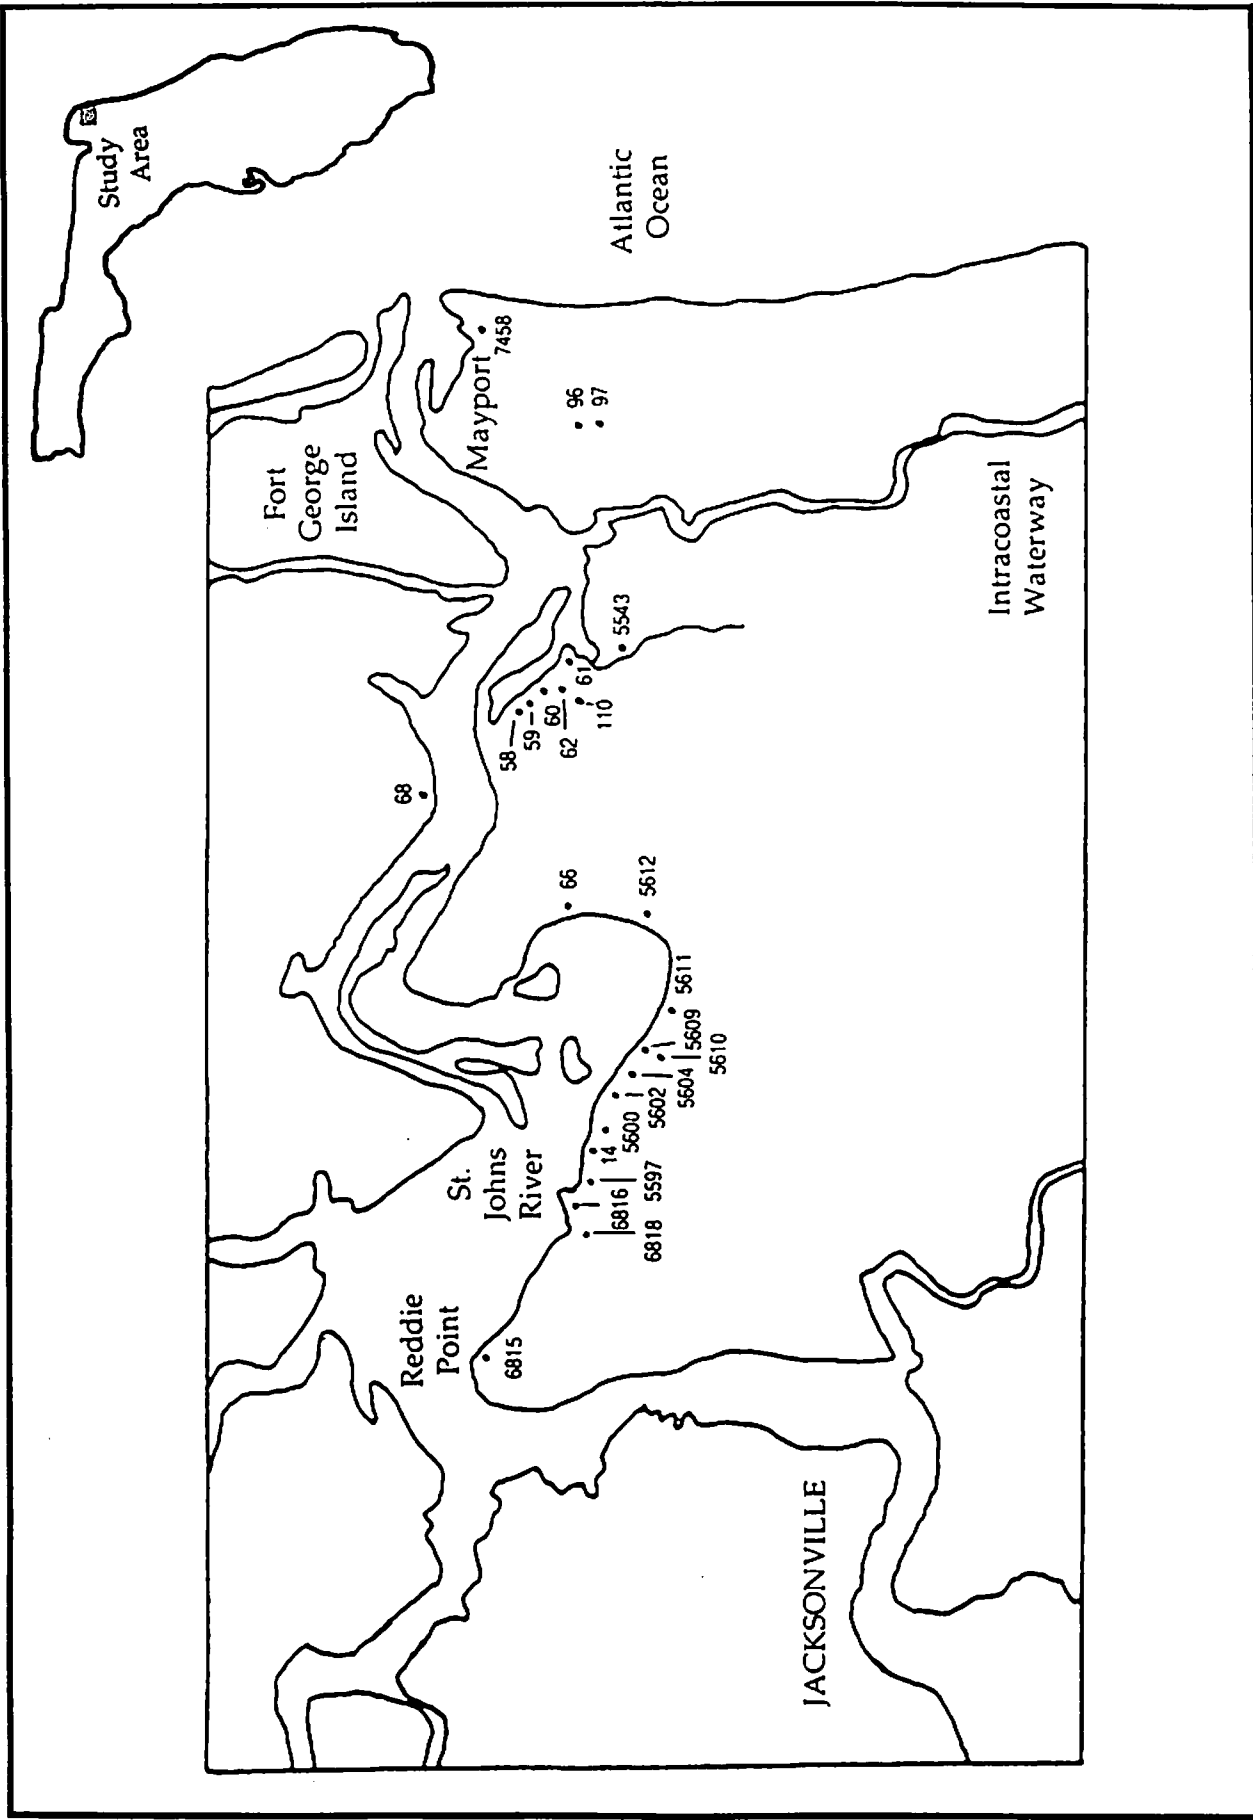 Study
Area
Atlantic
Ocean
Fort
George
Island
Mayport
7458
96
97
Intracoastal
Waterway
5543
61
110
60
62
59
58
68
66
5612
5611
5609
5610
5604
5602
5600
14
5597
6816
6818
St.
Johns
River
Reddie
Point
6815
JACKSONVILLE